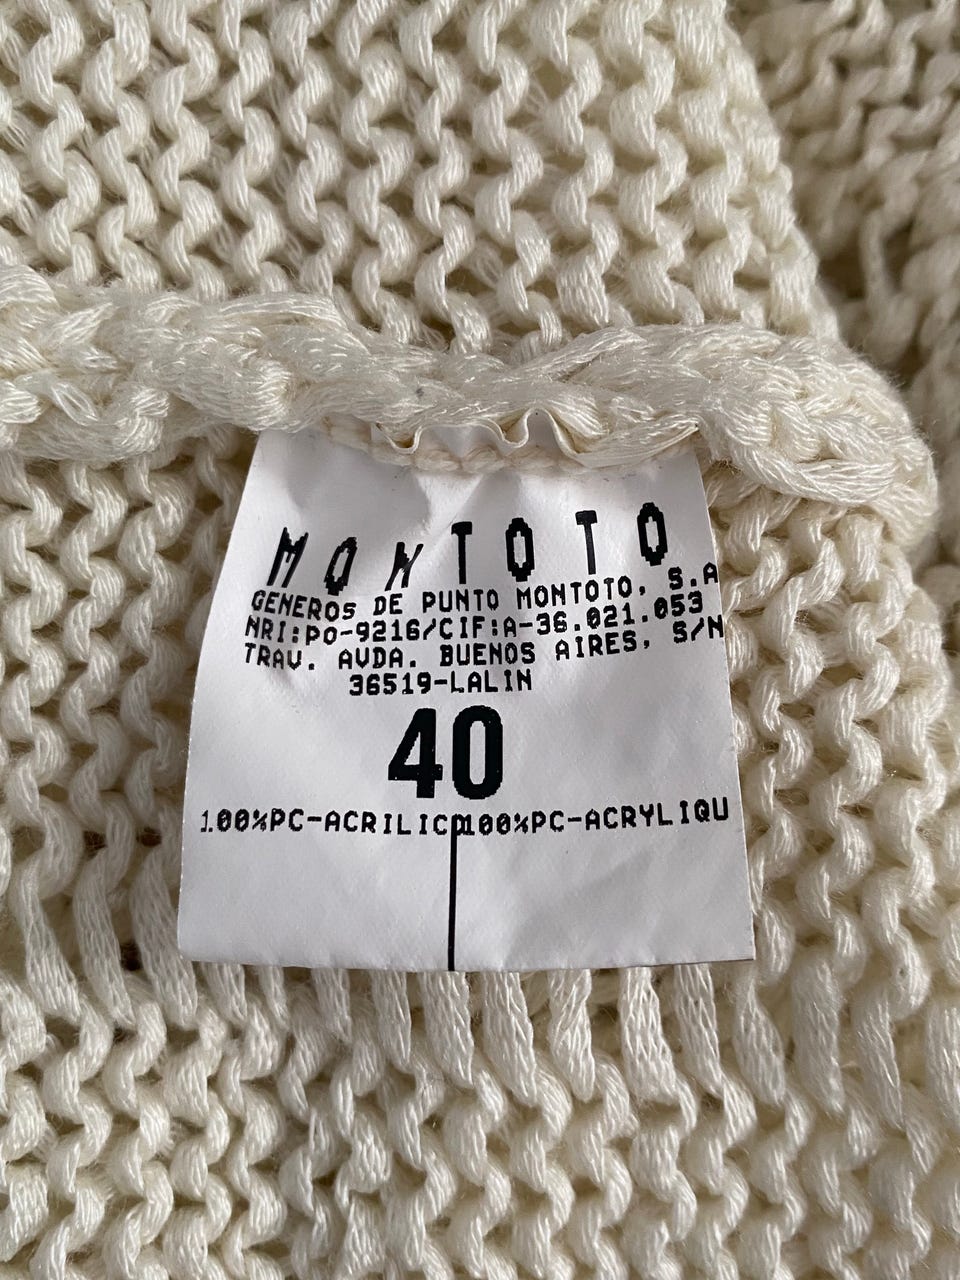 MONTOTO
GENEROS DE PUNTO MONTOTO, S.A
NRI:PO-9216/CIF:A-36.021.053
TRAV. AVDA. BUENOS AIRES, S/N
36519-LALIN
40
100%PC-ACRILICO 100%PC-ACRYLIQU